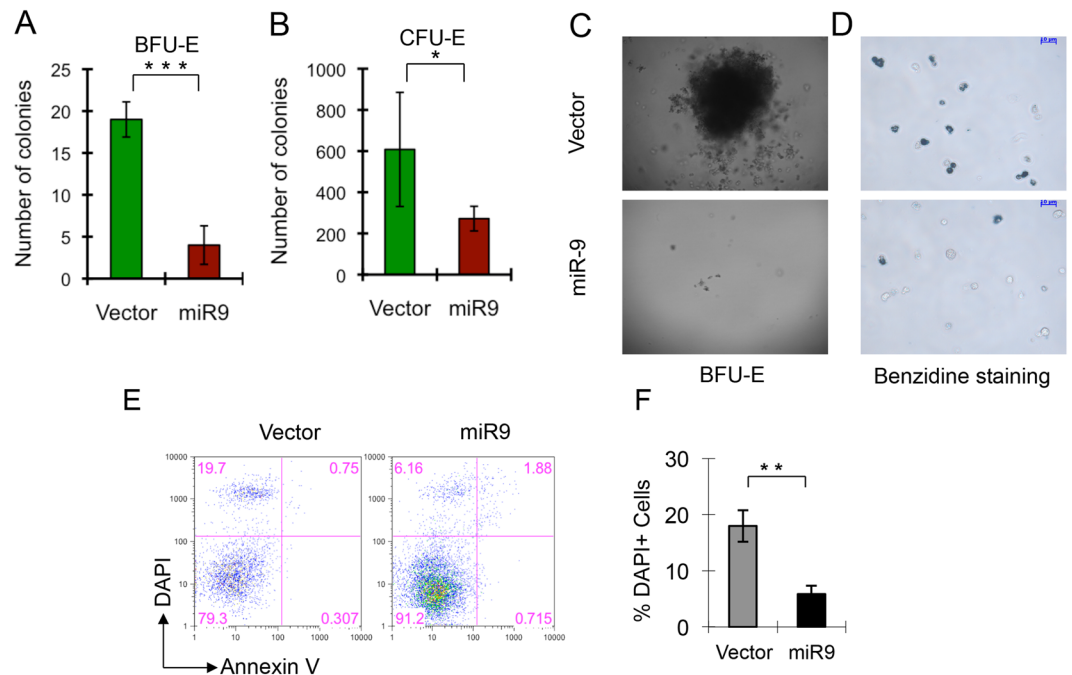 A
BFU-E
***
Number of colonies
25
20
15
10
5
0
Vector miR9
B
CFU-E
*
Number of colonies
1000
800
600
400
200
0
Vector miR9
C
Vector
miR-9
BFU-E
D
Benzidine staining
E
Vector
miR9
10000
1000
100
10
1
19.7 0.75
79.3 0.307
1 10 100 1000 10000
10000
1000
100
10
1
6.16 1.88
91.2 0.715
1 10 100 1000 10000
DAPI
Annexin V
F
**
% DAPI+ Cells
30
20
10
0
Vector miR9